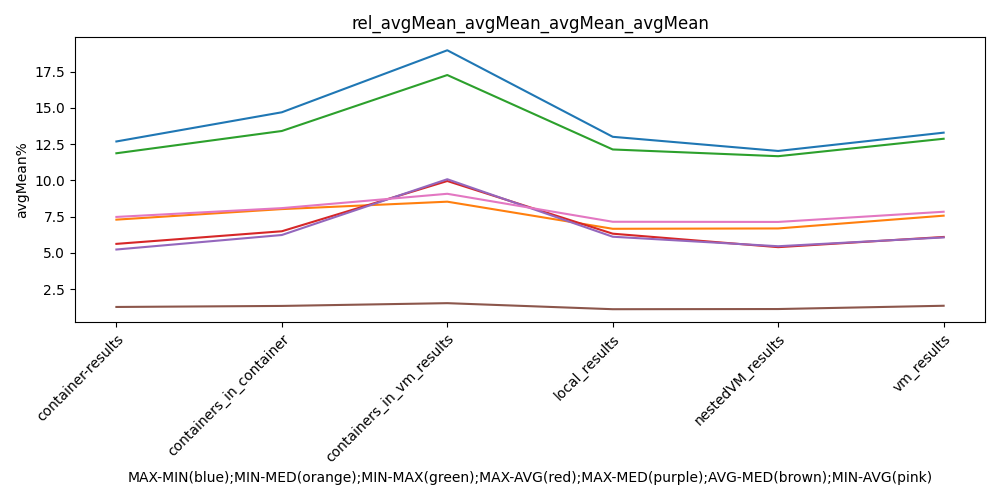 rel_avgMean_avgMean_avgMean_avgMean
avgMean%
17.5
15.0
12.5
10.0
7.5
5.0
2.5
container-results
containers_in_container
containers_in_vm_results
local_results
nestedVM_results
vm_results
MAX-MIN(blue);MIN-MED(orange);MIN-MAX(green);MAX-AVG(red);MAX-MED(purple);AVG-MED(brown);MIN-AVG(pink)